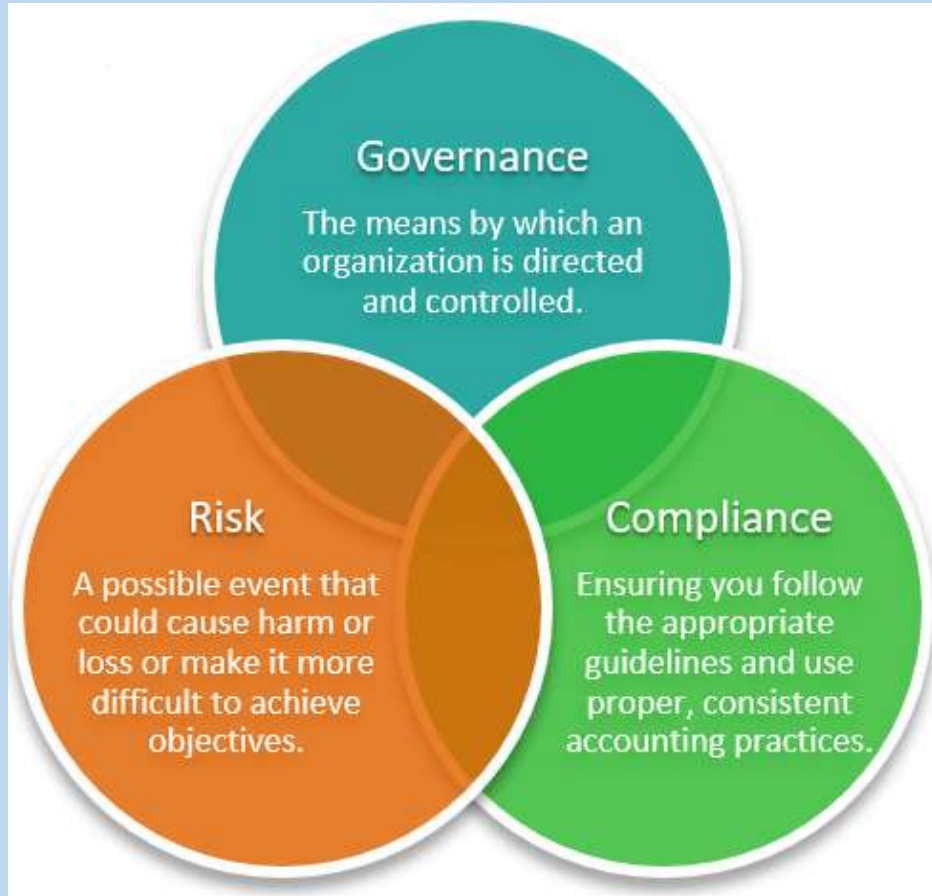 Governance
The means by which an
organization is directed
and controlled.
Risk
A possible event that
could cause harm or
loss or make it more
difficult to achieve
objectives.
Compliance
Ensuring you follow
the appropriate
guidelines and use
proper, consistent
accounting practices.